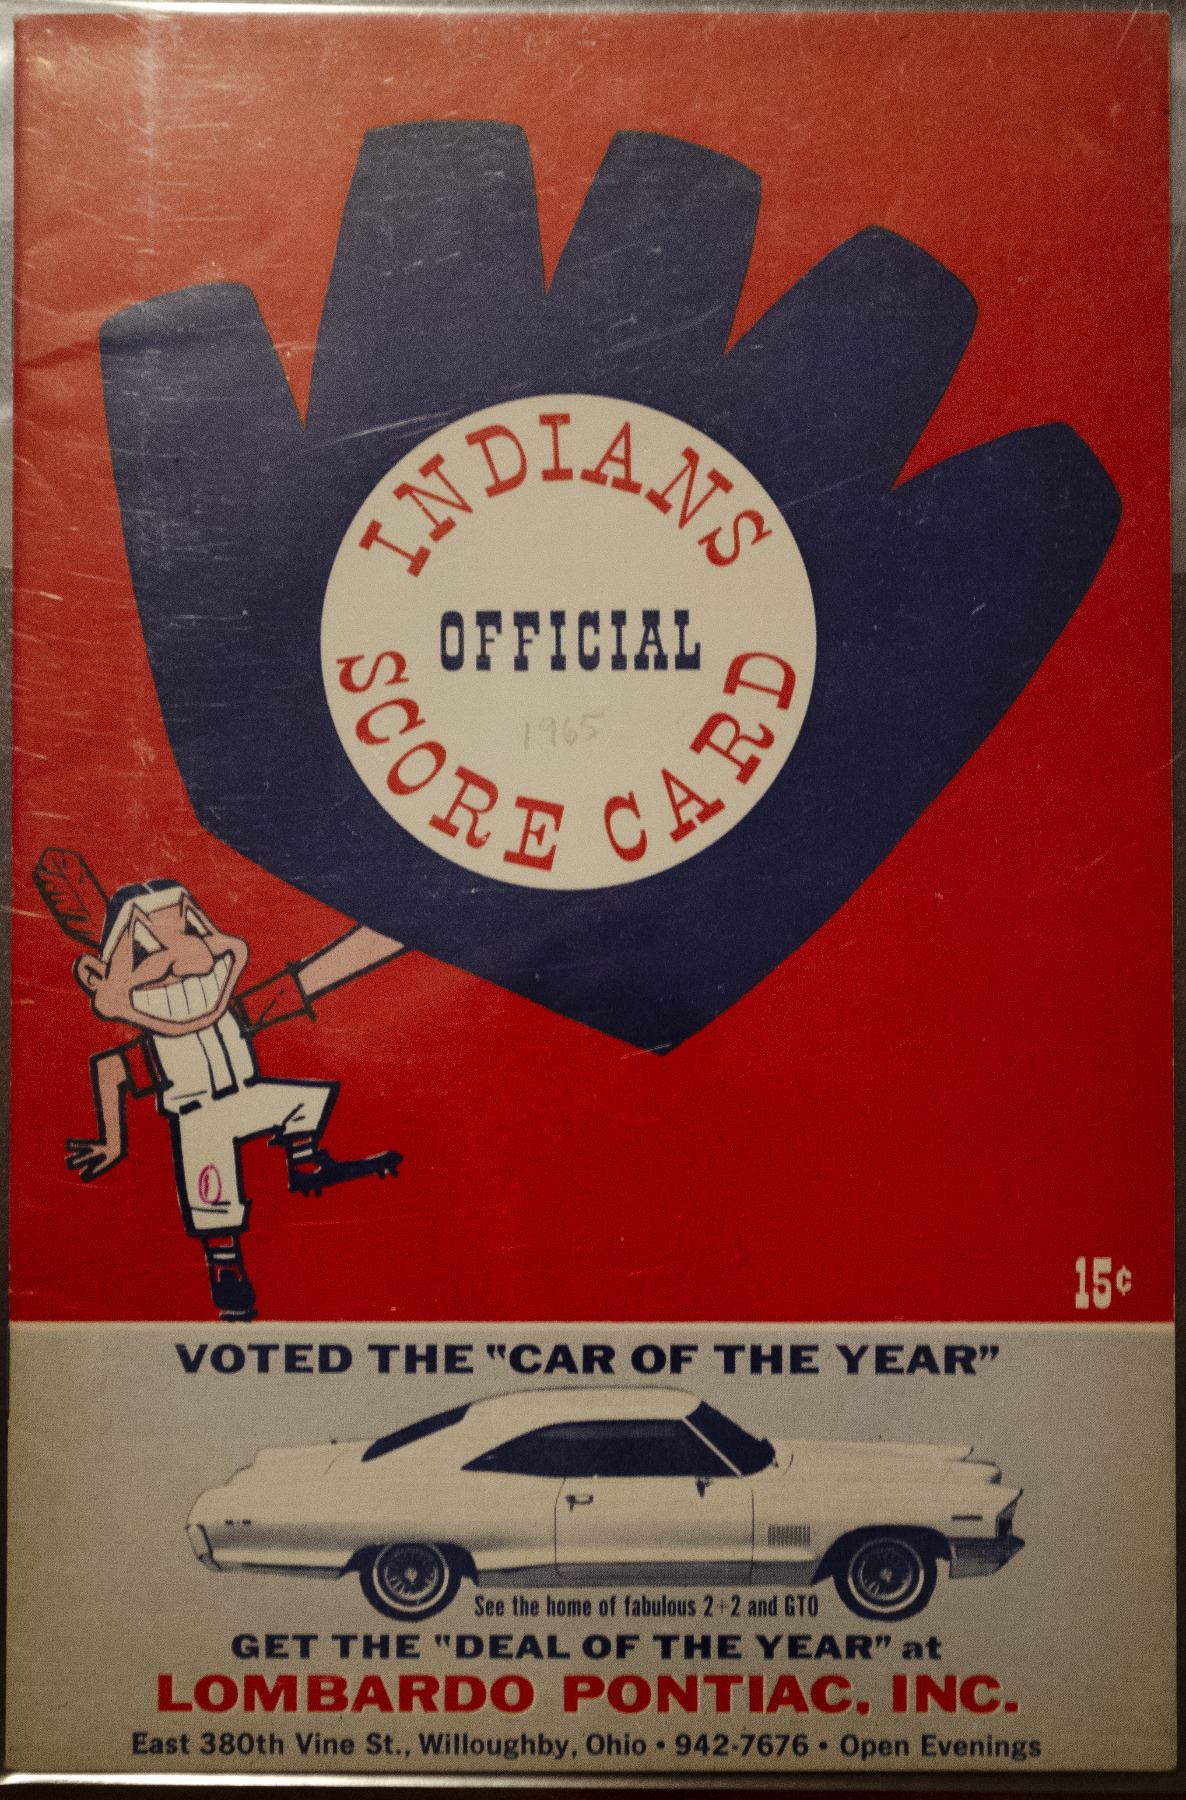 INDIANS
OFFICIAL
1965
SCORE CARD
15¢
VOTED THE "CAR OF THE YEAR"
See the home of fabulous 2+2 and GTO
GET THE "DEAL OF THE YEAR" at
LOMBARDO PONTIAC, INC.
East 380th Vine St., Willoughby, Ohio • 942-7676 • Open Evenings